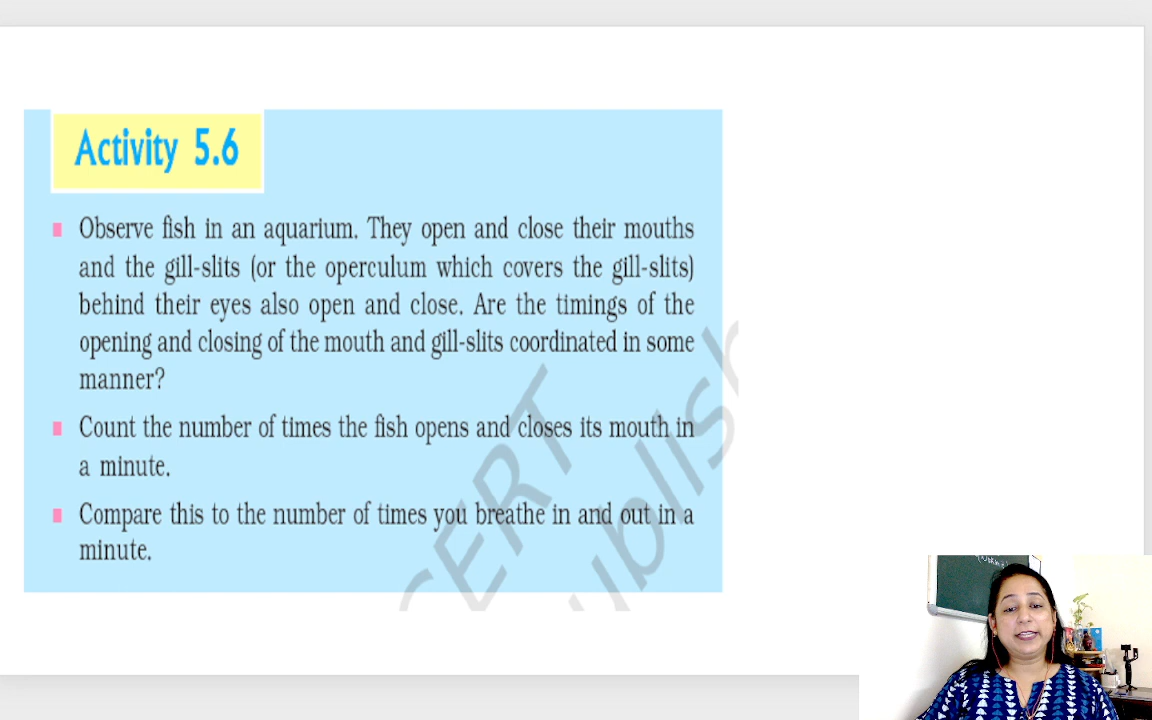 Activity 5.6
Observe fish in an aquarium. They open and close their mouths
and the gill-slits (or the operculum which covers the gill-slits)
behind their eyes also open and close. Are the timings of the
opening and closing of the mouth and gill-slits coordinated in some
manner?
Count the number of times the fish opens and closes its mouth in
a minute.
Compare this to the number of times you breathe in and out in a
minute.